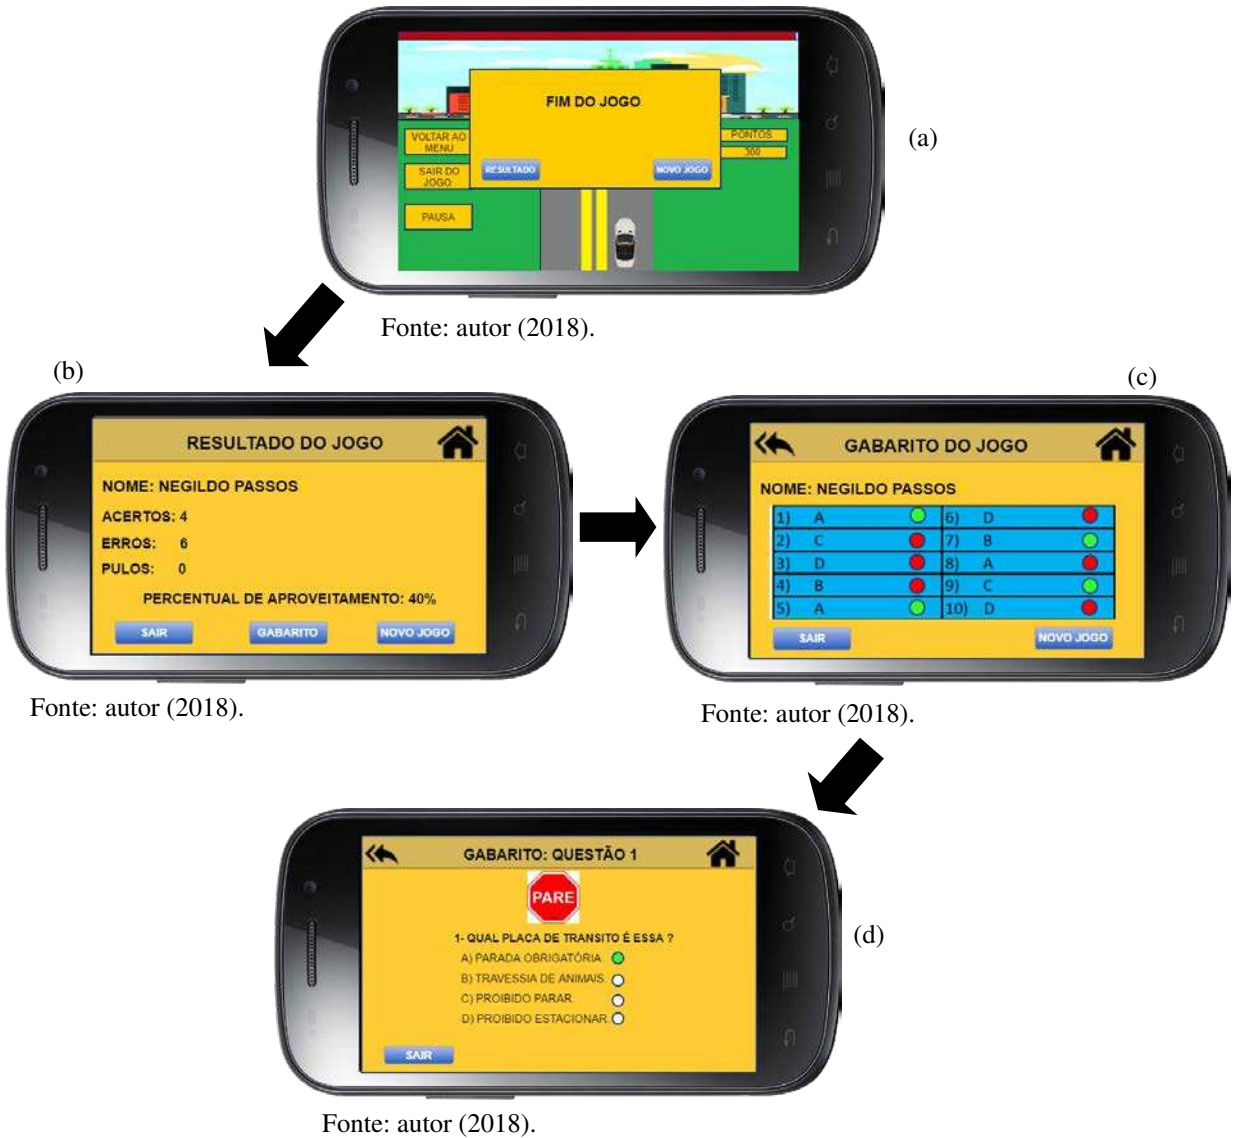 FIM DO JOGO
VOLTAR AO
MENU
SAIR DO
JOGO
PAUSA
RESULTADO
NOVO JOGO
PONTOS
300
(a)
Fonte: autor (2018).
(b)
RESULTADO DO JOGO
NOME: NEGILDO PASSOS
ACERTOS: 4
ERROS: 6
PULOS: 0
PERCENTUAL DE APROVEITAMENTO: 40%
SAIR
GABARITO
NOVO JOGO
Fonte: autor (2018).
(c)
GABARITO DO JOGO
NOME: NEGILDO PASSOS
1) A 6) D
2) C 7) B
3) D 8) A
4) B 9) C
5) A 10) D
SAIR
NOVO JOGO
Fonte: autor (2018).
GABARITO: QUESTÃO 1
PARE
1- QUAL PLACA DE TRANSITO É ESSA ?
A) PARADA OBRIGATÓRIA.
B) TRAVESSIA DE ANIMAIS.
C) PROIBIDO PARAR.
D) PROIBIDO ESTACIONAR.
SAIR
(d)
Fonte: autor (2018).